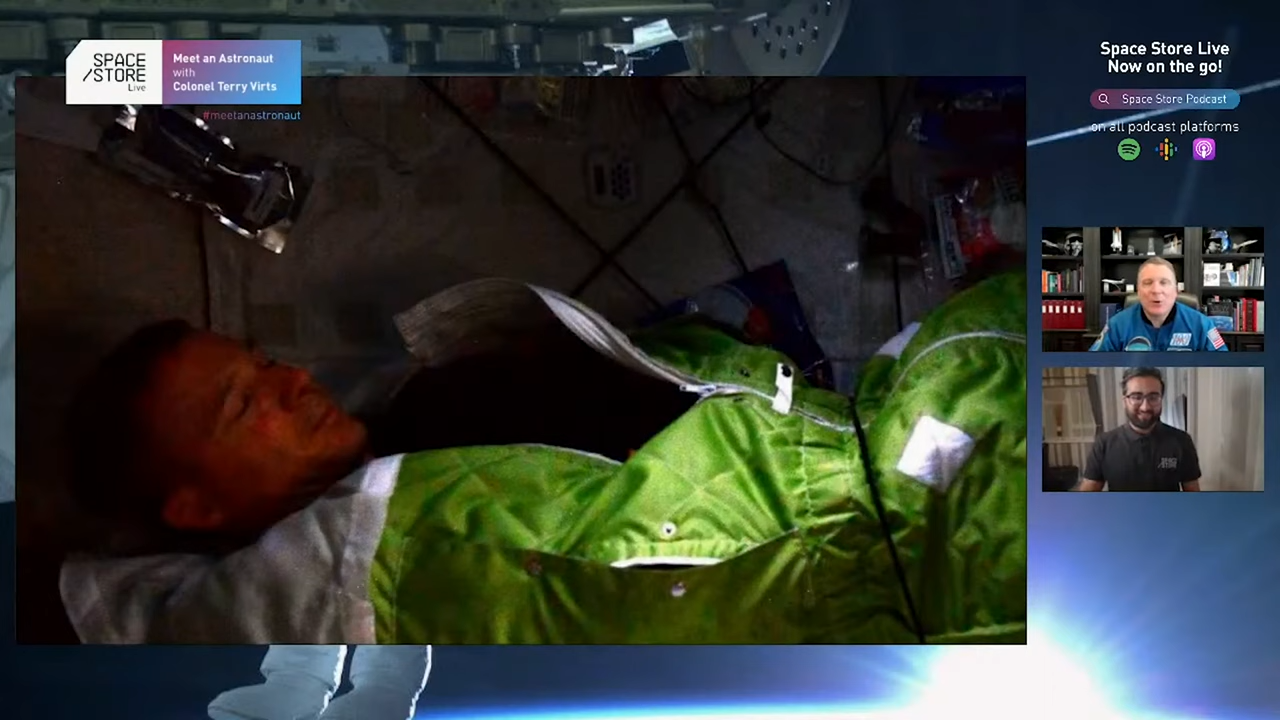 SPACE
/STORE
Live
Meet an Astronaut
with
Colonel Terry Virts
#meetanastronaut
Space Store Live
Now on the go!
Space Store Podcast
on all podcast platforms